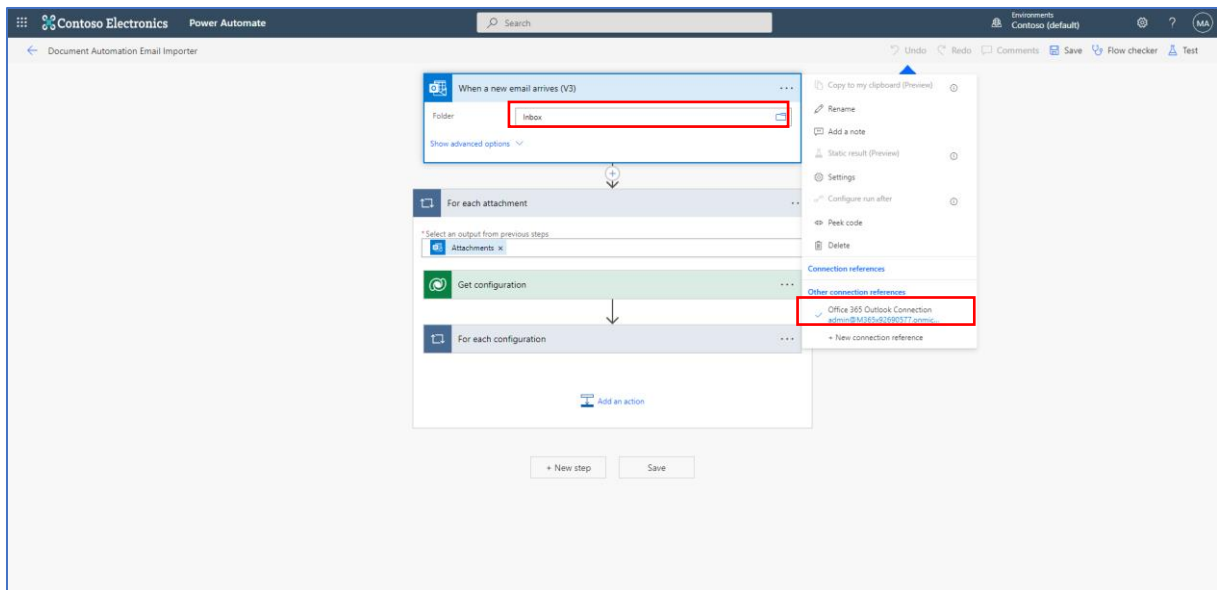 Contoso Electronics Power Automate
Search
Environments
Contoso (default)
?
MA
Document Automation Email Importer
Undo Redo Comments Save Flow checker Test
When a new email arrives (V3)
Folder
Inbox
Show advanced options
For each attachment
*Select an output from previous steps
Attachments ×
Get configuration
For each configuration
Add an action
+ New step
Save
Copy to my clipboard (Preview)
Rename
Add a note
Static result (Preview)
Settings
Configure run after
Peek code
Delete
Connection references
Other connection references
Office 365 Outlook Connection
admin@M365x92690577.onmic...
+ New connection reference